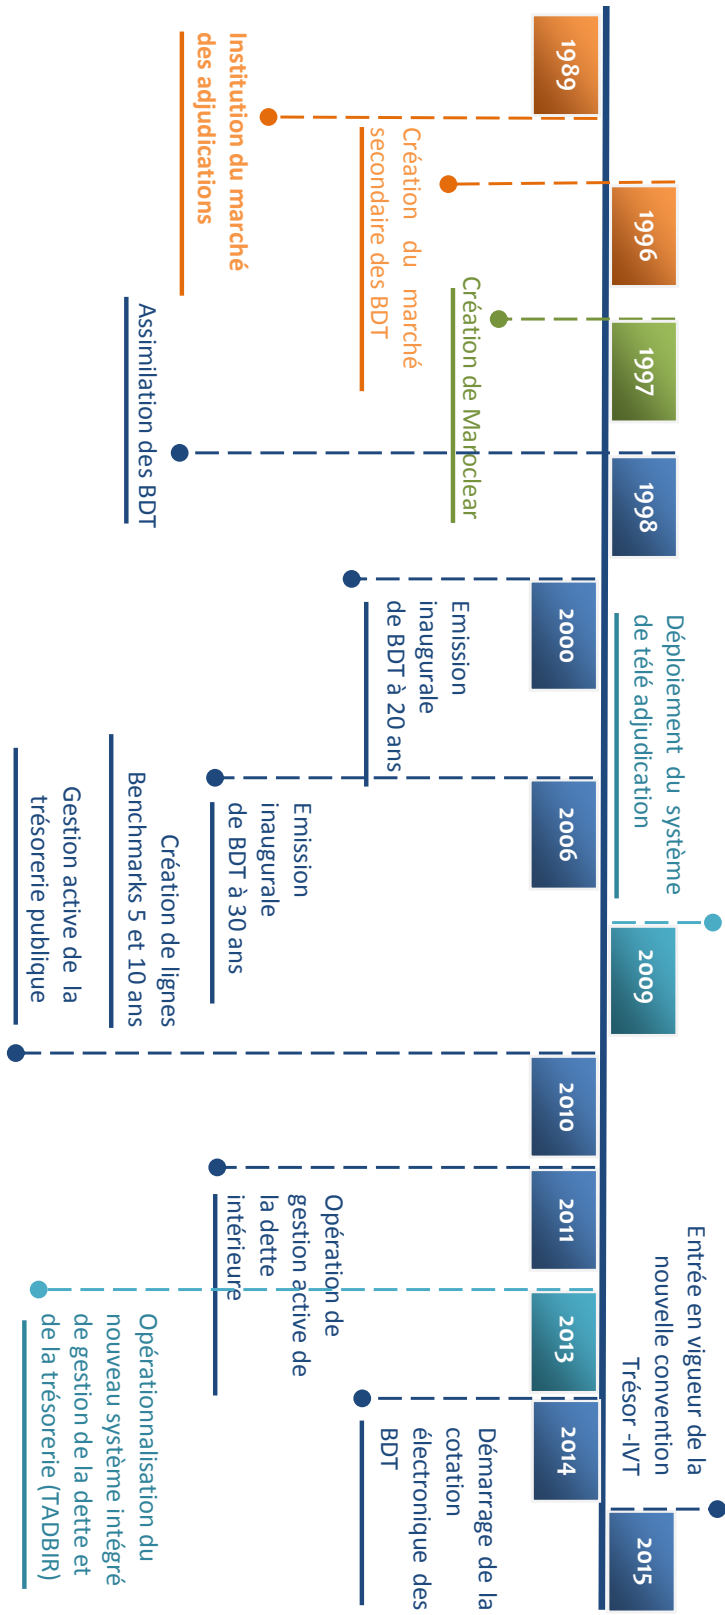 1989
Institution du marché
des adjudications
1996
Création du marché
secondaire des BDT
1997
Création de Maroclear
1998
Assimilation des BDT
2000
Emission
inaugurale
de BDT à 20 ans
2006
Emission
inaugurale
de BDT à 30 ans
Déploiement du système
de télé adjudication
2009
2010
Création de lignes
Benchmarks 5 et 10 ans
Gestion active de la
trésorerie publique
2011
Opération de
gestion active de
la dette
intérieure
2013
Opérationnalisation du
nouveau système intégré
de gestion de la dette et
de la trésorerie (TADBIR)
2014
Démarrage de la
cotation
électronique des
BDT
Entrée en vigueur de la
nouvelle convention
Trésor -IVT
2015